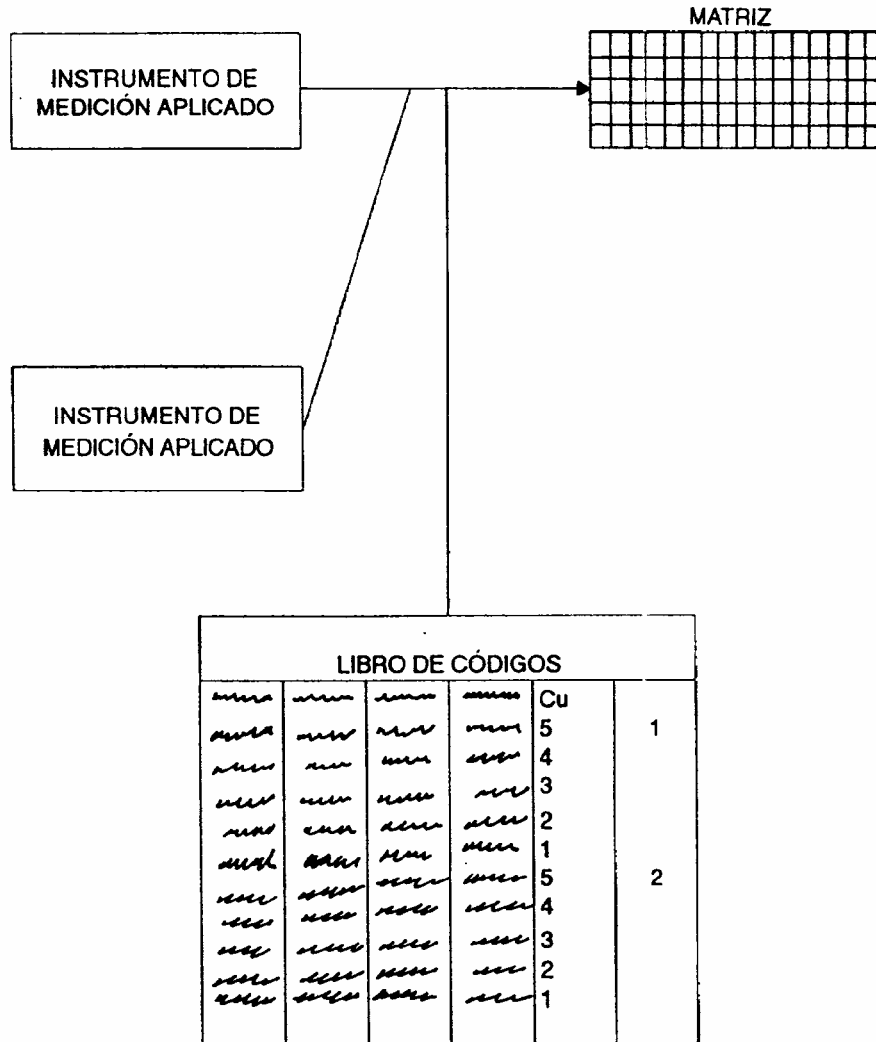 MATRIZ
INSTRUMENTO DE
MEDICIÓN APLICADO
INSTRUMENTO DE
MEDICIÓN APLICADO
LIBRO DE CÓDIGOS
Cu
5 1
4
3
2
1
5 2
4
3
2
1